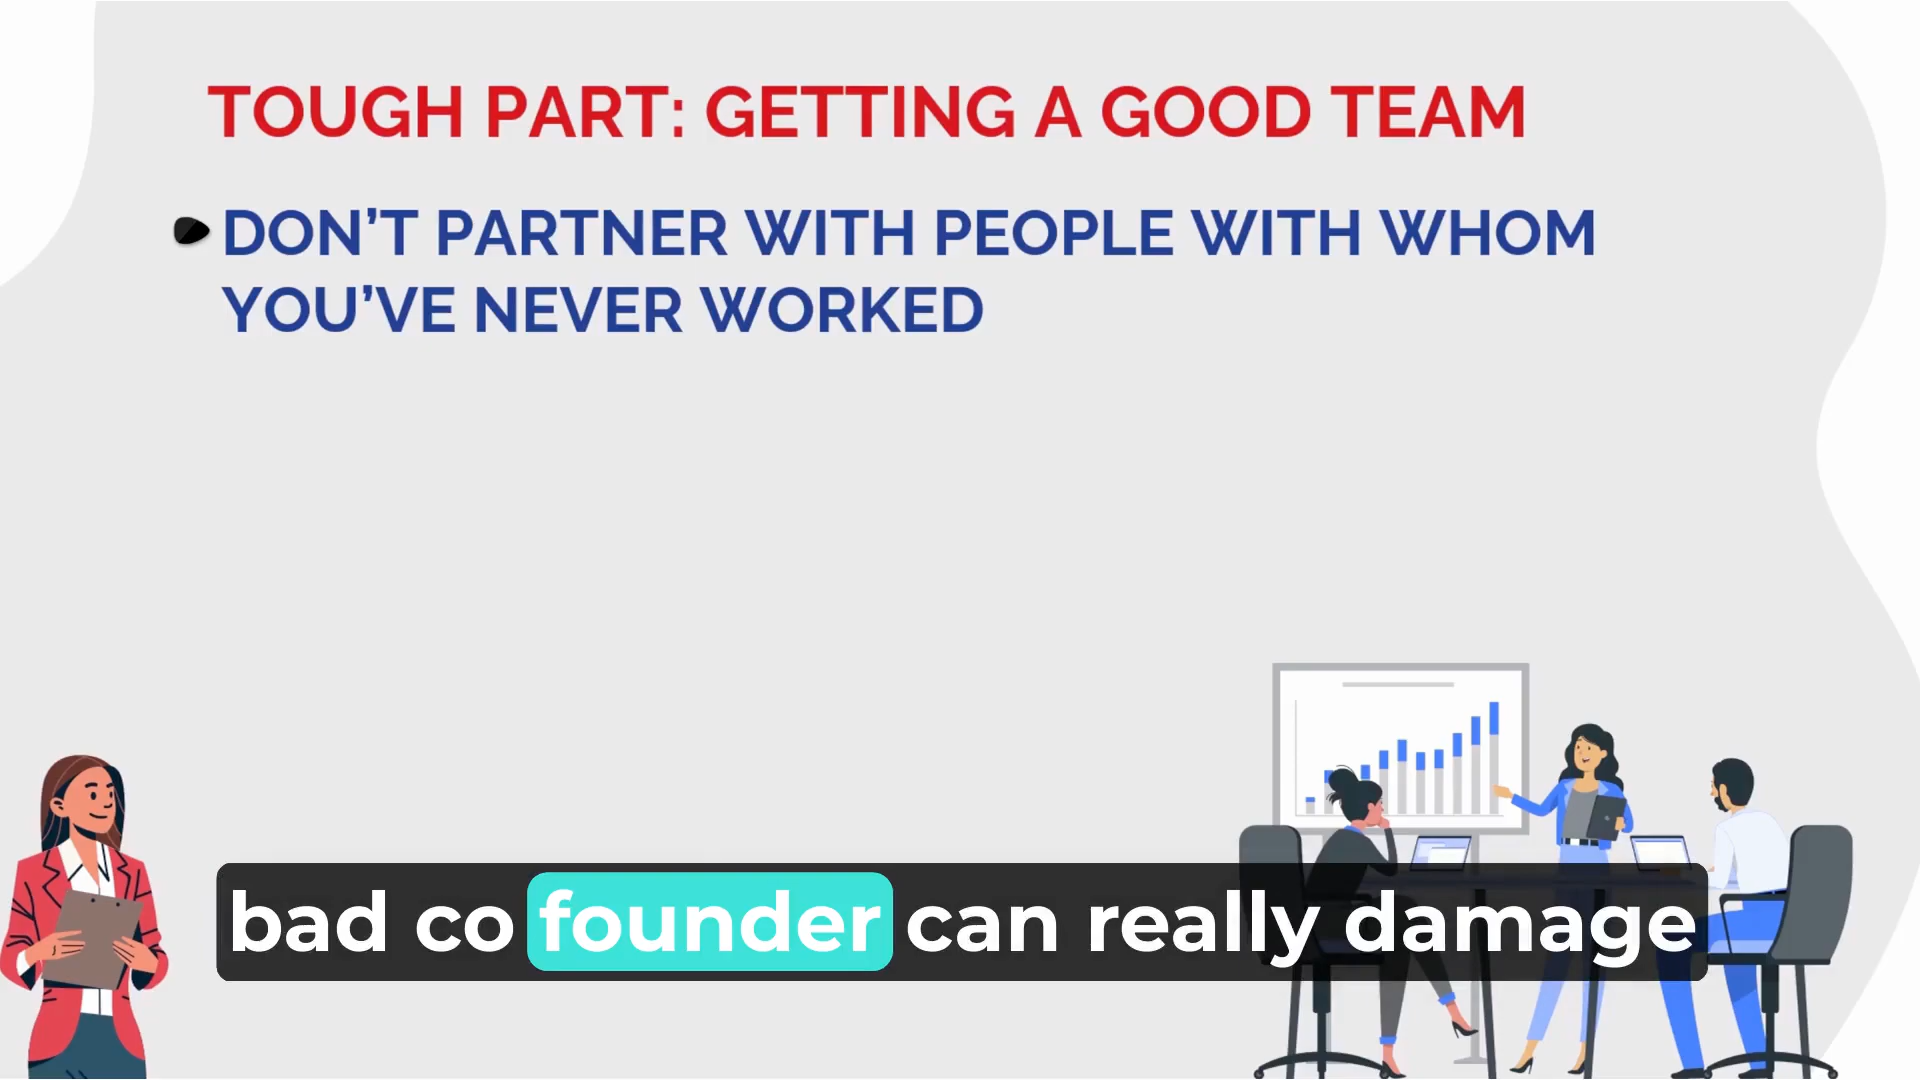 TOUGH PART: GETTING A GOOD TEAM
DON’T PARTNER WITH PEOPLE WITH WHOM
YOU’VE NEVER WORKED
bad co founder can really damage